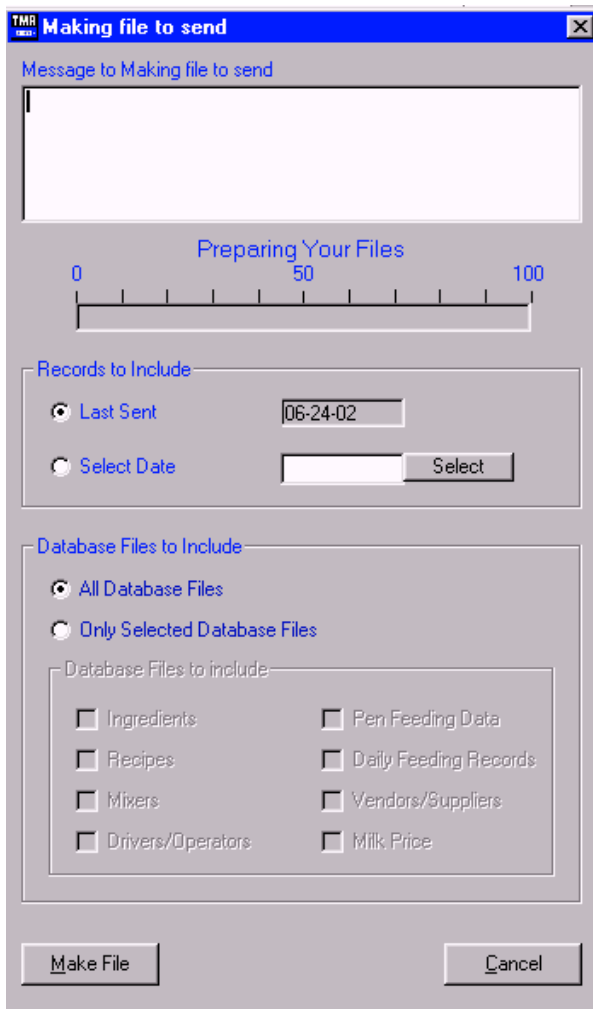 TMR Making file to send
Message to Making file to send
Preparing Your Files
0 50 100
Records to Include
Last Sent 06-24-02
Select Date Select
Database Files to Include
All Database Files
Only Selected Database Files
Database Files to include
Ingredients Pen Feeding Data
Recipes Daily Feeding Records
Mixers Vendors/Suppliers
Drivers/Operators Milk Price
Make File Cancel